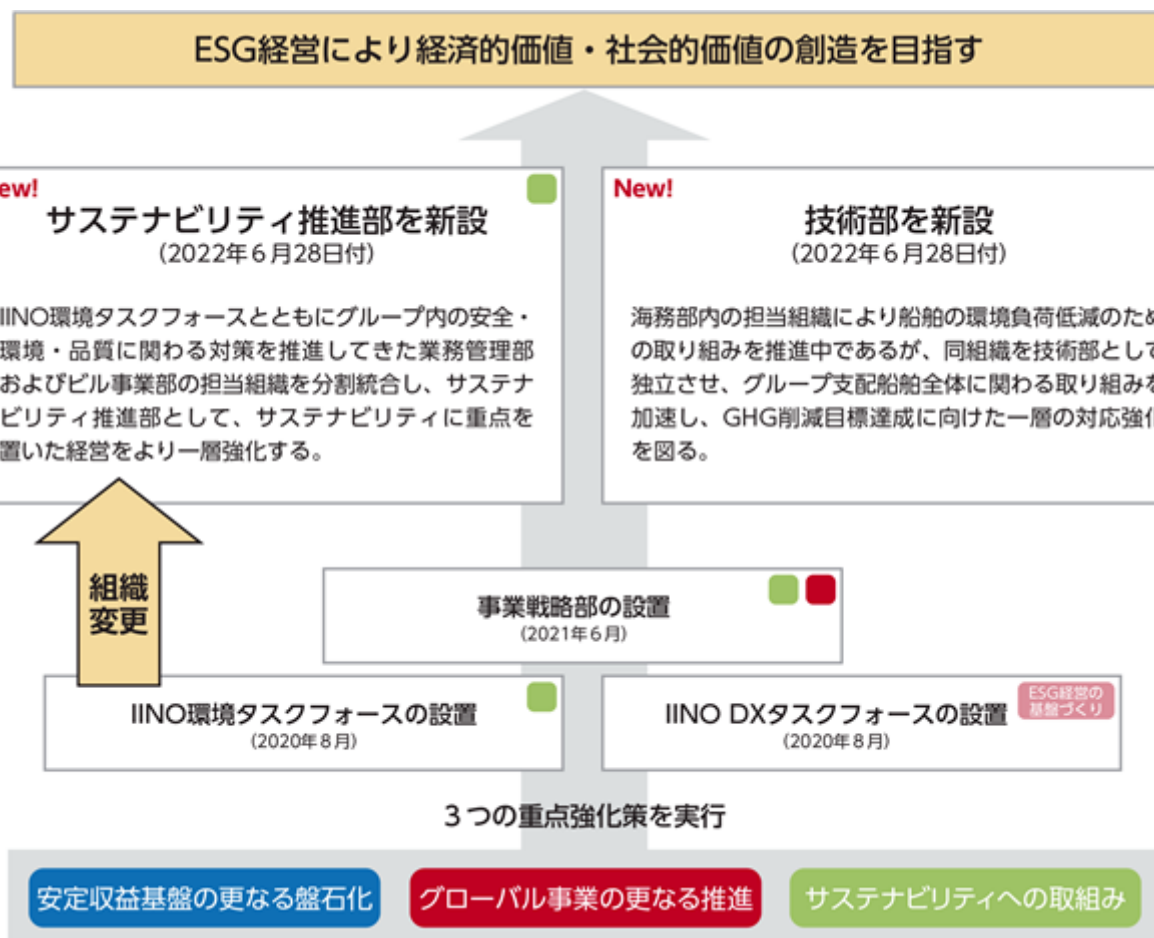 ESG経営により経済的価値・社会的価値の創造を目指す
ew!
サステナビリティ推進部を新設
(2022年6月28日付)
IINO環境タスクフォースとともにグループ内の安全・
環境・品質に関わる対策を推進してきた業務管理部
およびビル事業部の担当組織を分割統合し、サステナ
ビリティ推進部として、サステナビリティに重点を
置いた経営をより一層強化する。
New!
技術部を新設
(2022年6月28日付)
海務部内の担当組織により船舶の環境負荷低減のため
の取り組みを推進中であるが、同組織を技術部として
独立させ、グループ支配船舶全体に関わる取り組みを
加速し、GHG削減目標達成に向けた一層の対応強化
を図る。
組織
変更
事業戦略部の設置
(2021年6月)
IINO環境タスクフォースの設置
(2020年8月)
IINO DXタスクフォースの設置
(2020年8月)
ESG経営の
基盤づくり
3つの重点強化策を実行
安定収益基盤の更なる盤石化
グローバル事業の更なる推進
サステナビリティへの取組み